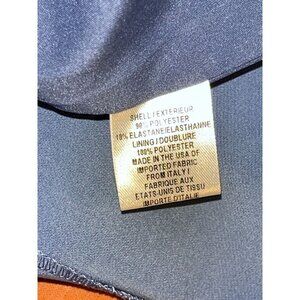 SHELL / EXTERIEUR
90% POLYESTER
10% ELASTANE/ELASTHANNE
LINING / DOUBLURE
100% POLYESTER
MADE IN THE USA OF
IMPORTED FABRIC
FROM ITALY /
FABRIQUE AUX
ETATS-UNIS DE TISSU
IMPORTE D'ITALIE